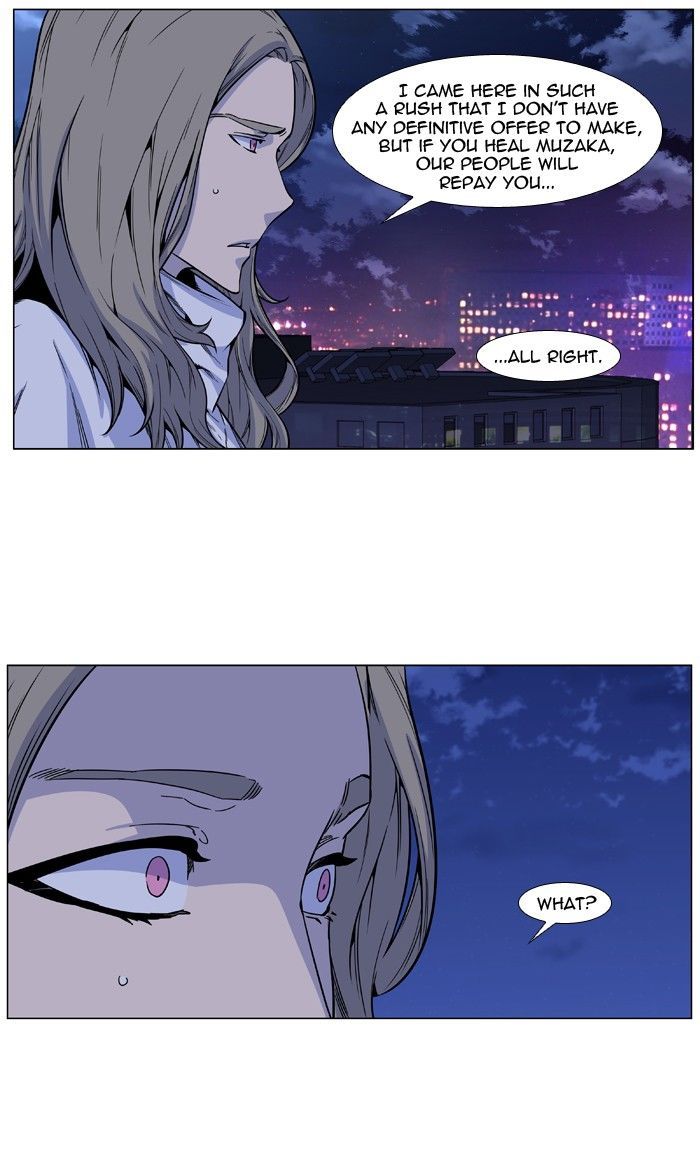 I CAME HERE IN SUCH
A RUSH THAT I DON'T HAVE
ANY DEFINITIVE OFFER TO MAKE,
BUT IF YOU HEAL MUZAKA,
OUR PEOPLE WILL
REPAY YOU...
...ALL RIGHT.
WHAT?